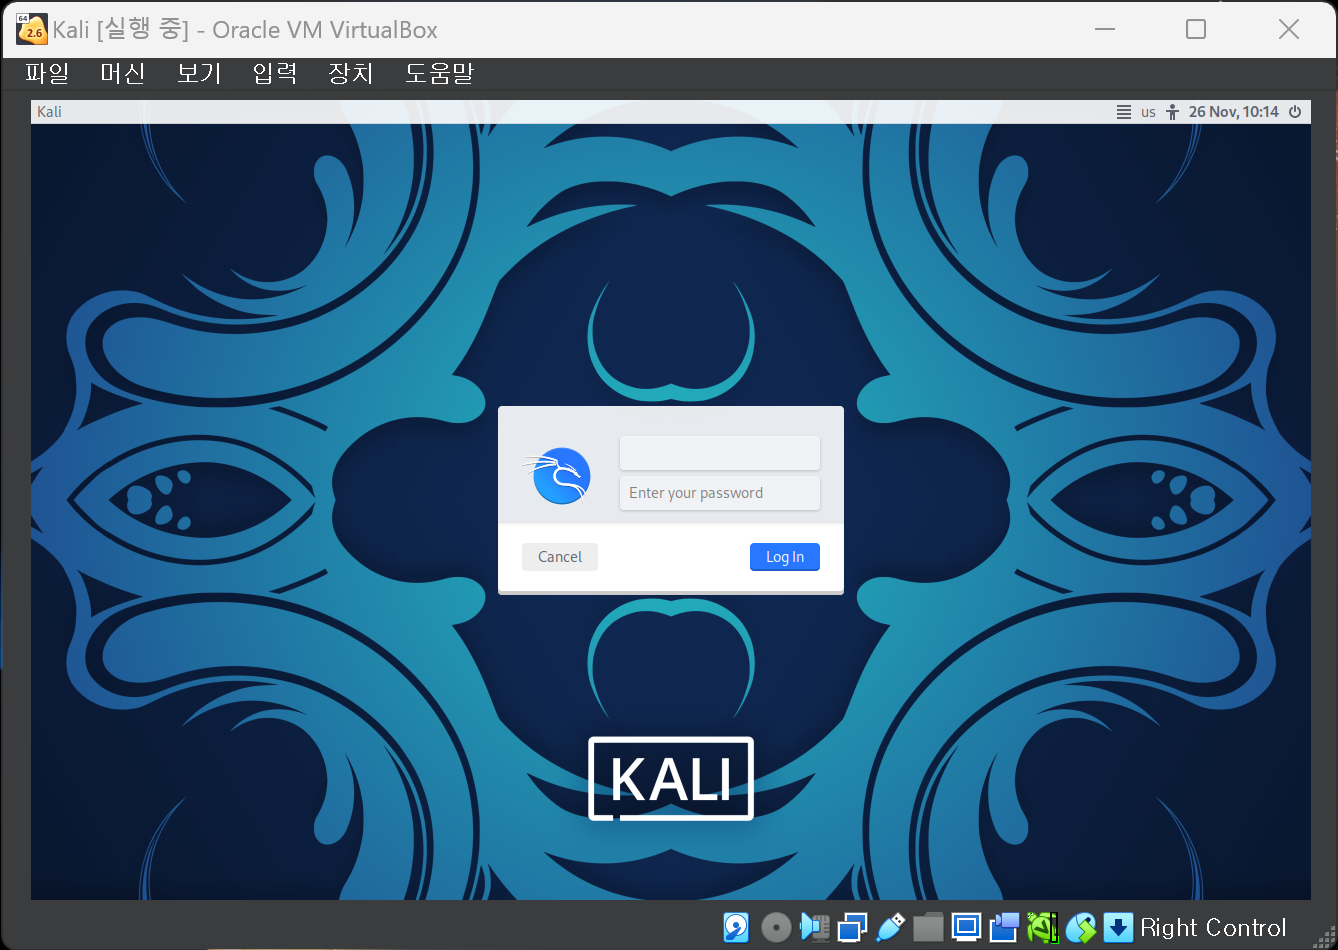 64
2.6
Kali [실행 중] - Oracle VM VirtualBox
파일 머신 보기 입력 장치 도움말
Kali us 26 Nov, 10:14
Enter your password
Cancel Log In
KALI
Right Control